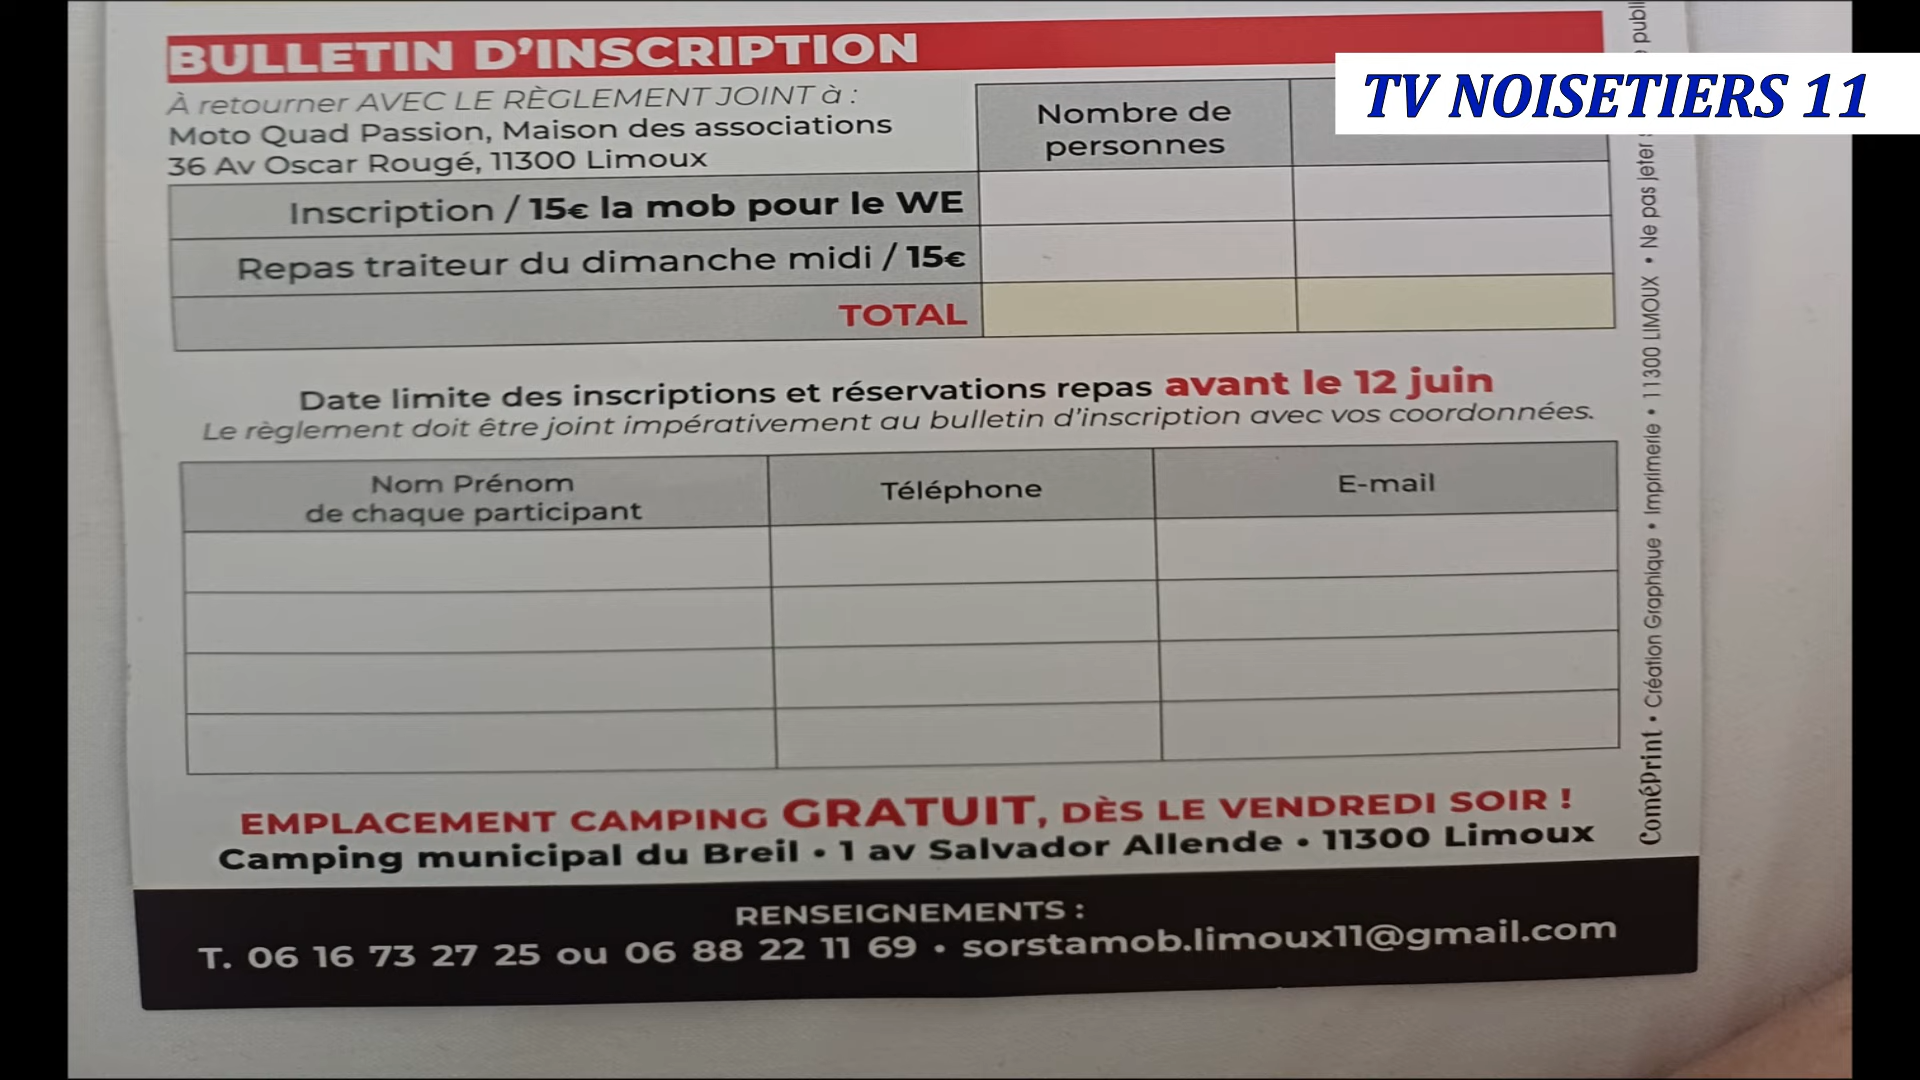 BULLETIN D'INSCRIPTION
TV NOISETIERS 11
À retourner AVEC LE RÈGLEMENT JOINT à :
Moto Quad Passion, Maison des associations
36 Av Oscar Rougé, 11300 Limoux
Nombre de
personnes
Inscription / 15€ la mob pour le WE
Repas traiteur du dimanche midi / 15€
TOTAL
Date limite des inscriptions et réservations repas avant le 12 juin
Le règlement doit être joint impérativement au bulletin d'inscription avec vos coordonnées.
Nom Prénom
de chaque participant
Téléphone
E-mail
EMPLACEMENT CAMPING GRATUIT, DÈS LE VENDREDI SOIR !
Camping municipal du Breil • 1 av Salvador Allende • 11300 Limoux
RENSEIGNEMENTS :
T. 06 16 73 27 25 ou 06 88 22 11 69 • sorstamob.limoux11@gmail.com
ComéPrint • Création Graphique • Imprimerie • 11300 LIMOUX • Ne pas jeter